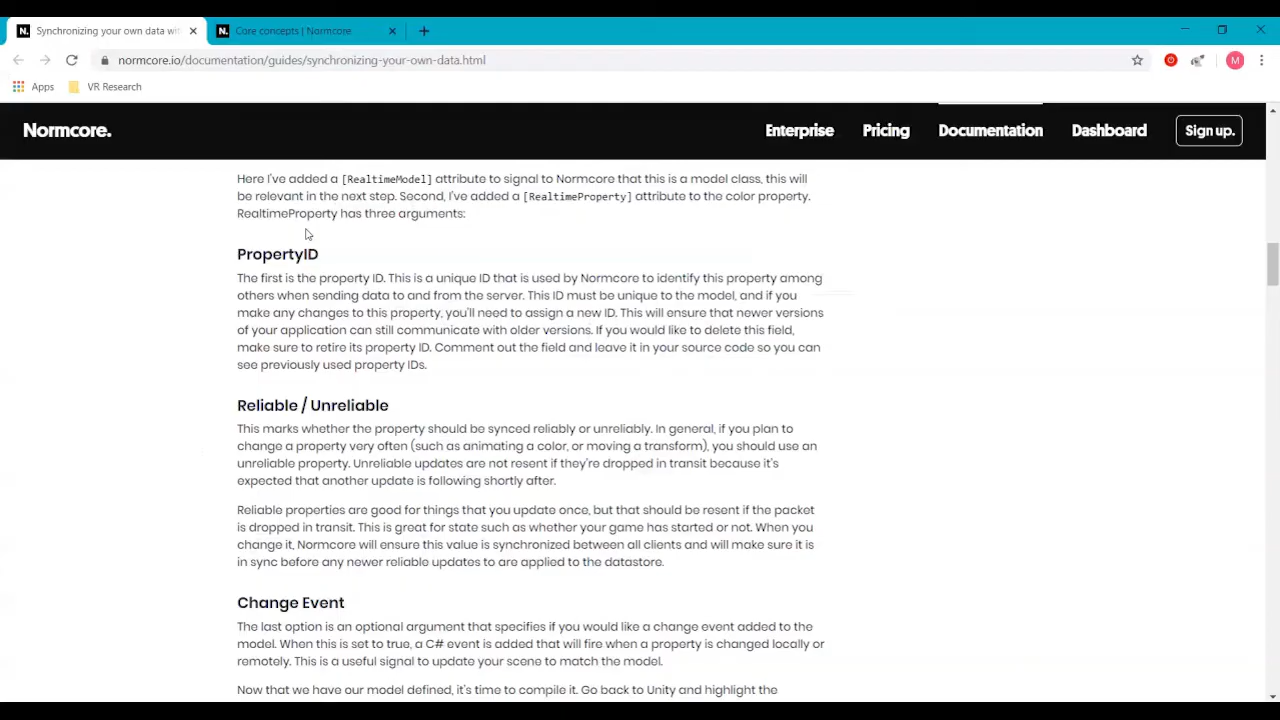 N. Synchronizing your own data wit
N. Core concepts | Normcore
normcore.io/documentation/guides/synchronizing-your-own-data.html
M
Apps
VR Research
Normcore.
Enterprise
Pricing
Documentation
Dashboard
Sign up.
Here I've added a [RealtimeModel] attribute to signal to Normcore that this is a model class, this will
be relevant in the next step. Second, I've added a [RealtimeProperty] attribute to the color property.
RealtimeProperty has three arguments:
PropertyID
The first is the property ID. This is a unique ID that is used by Normcore to identify this property among
others when sending data to and from the server. This ID must be unique to the model, and if you
make any changes to this property, you'll need to assign a new ID. This will ensure that newer versions
of your application can still communicate with older versions. If you would like to delete this field,
make sure to retire its property ID. Comment out the field and leave it in your source code so you can
see previously used property IDs.
Reliable / Unreliable
This marks whether the property should be synced reliably or unreliably. In general, if you plan to
change a property very often (such as animating a color, or moving a transform), you should use an
unreliable property. Unreliable updates are not resent if they're dropped in transit because it's
expected that another update is following shortly after.
Reliable properties are good for things that you update once, but that should be resent if the packet
is dropped in transit. This is great for state such as whether your game has started or not. When you
change it, Normcore will ensure this value is synchronized between all clients and will make sure it is
in sync before any newer reliable updates to are applied to the datastore.
Change Event
The last option is an optional argument that specifies if you would like a change event added to the
model. When this is set to true, a C# event is added that will fire when a property is changed locally or
remotely. This is a useful signal to update your scene to match the model.
Now that we have our model defined, it's time to compile it. Go back to Unity and highlight the